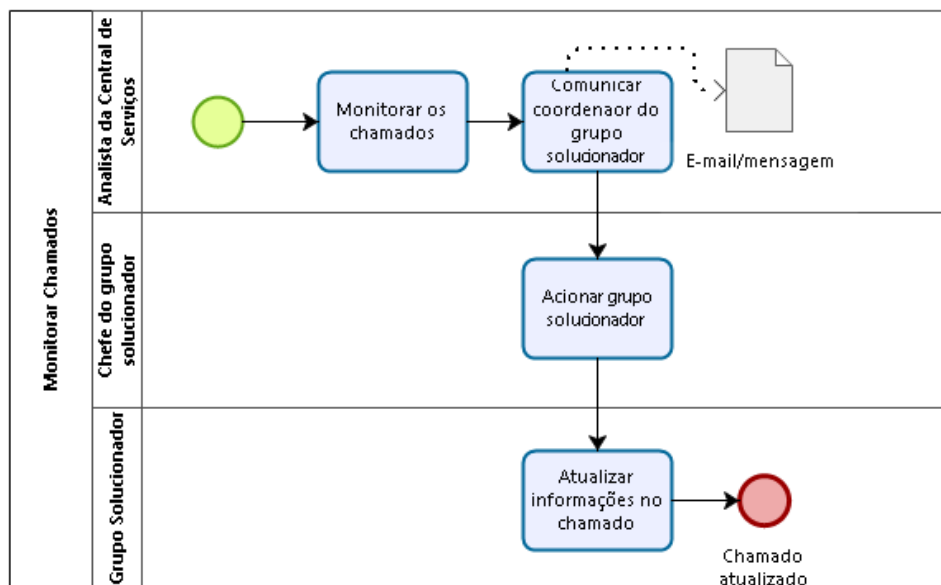 Monitorar Chamados
Analista da Central de
Serviços
Monitorar os
chamados
Comunicar
coordenaor do
grupo
solucionador
E-mail/mensagem
Chefe do grupo
solucionador
Acionar grupo
solucionador
Grupo Solucionador
Atualizar
informações no
chamado
Chamado
atualizado